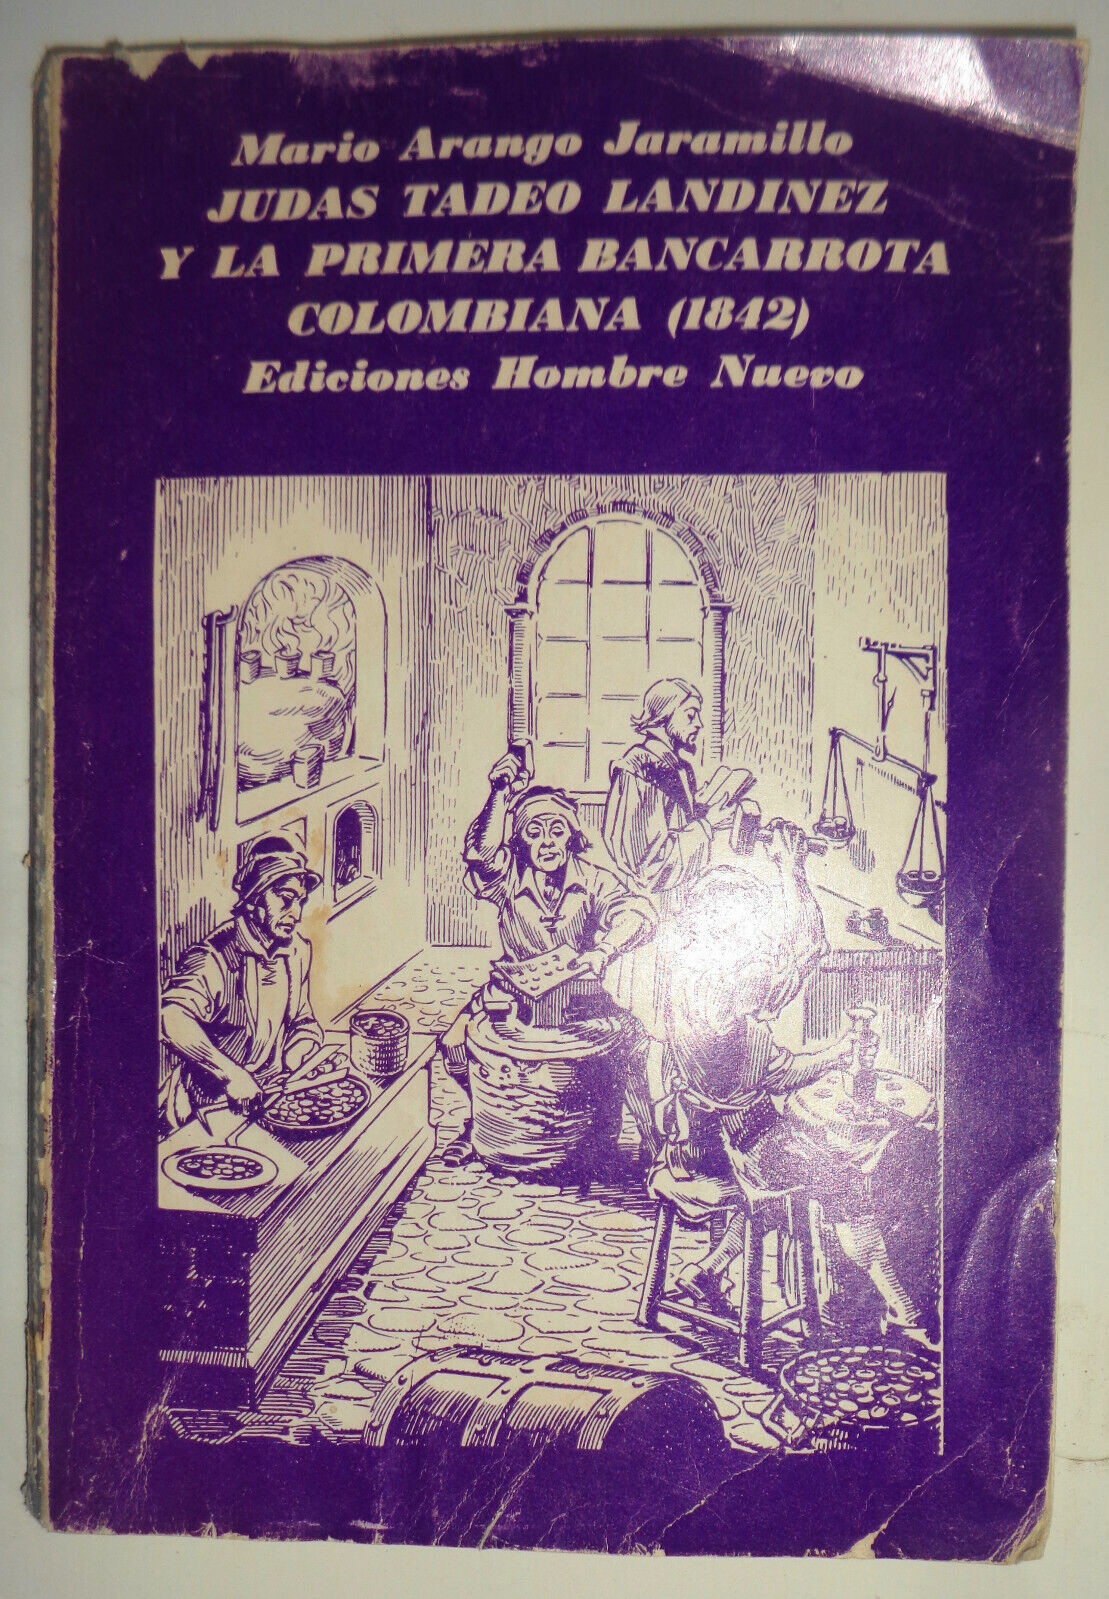 Mario Arango Jaramillo
JUDAS TADEO LANDINEZ
Y LA PRIMERA BANCARROTA
COLOMBIANA (1842)
Ediciones Hombre Nuevo